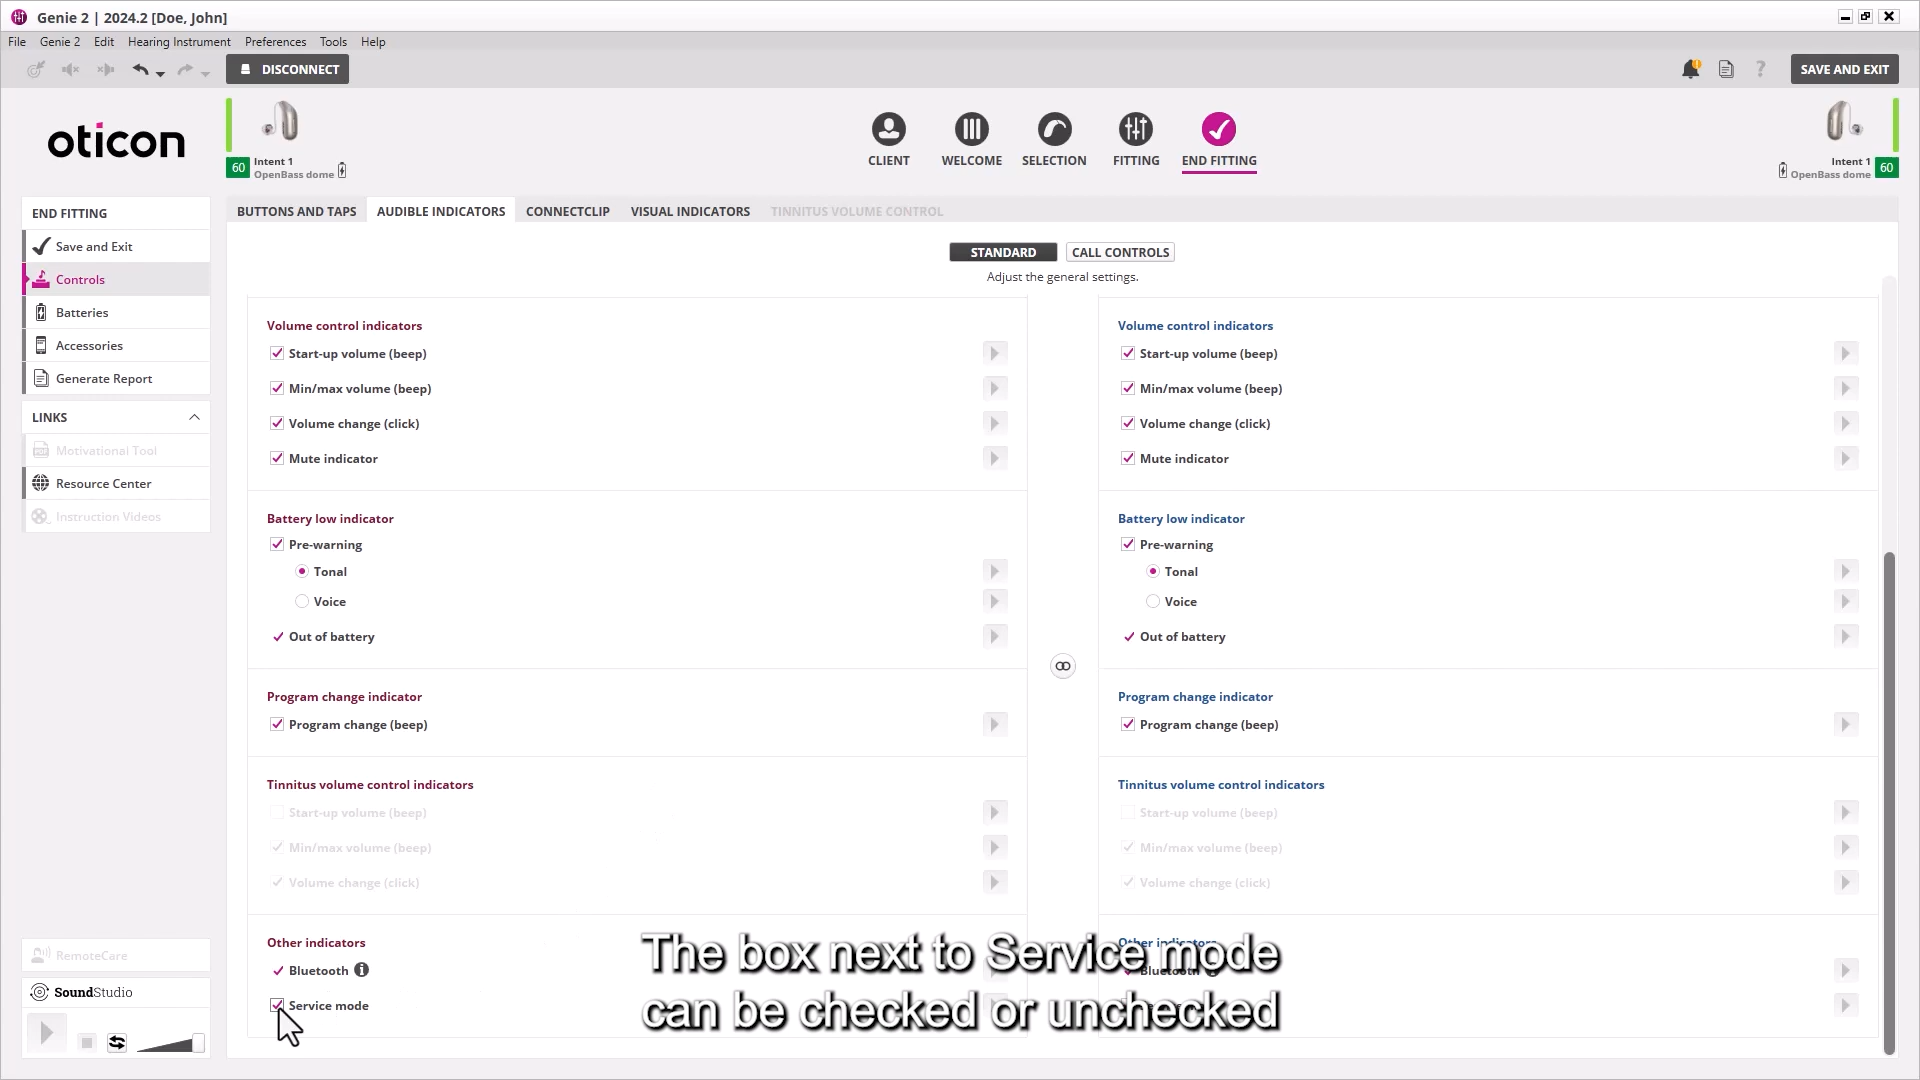 Genie 2 | 2024.2 [Doe, John]
File Genie 2 Edit Hearing Instrument Preferences Tools Help
DISCONNECT
? SAVE AND EXIT
oticon
60 Intent 1
OpenBass dome
CLIENT WELCOME SELECTION FITTING END FITTING
Intent 1 60
OpenBass dome
END FITTING
Save and Exit
Controls
Batteries
Accessories
Generate Report
LINKS
Motivational Tool
Resource Center
Instruction Videos
RemoteCare
SoundStudio
BUTTONS AND TAPS AUDIBLE INDICATORS CONNECTCLIP VISUAL INDICATORS TINNITUS VOLUME CONTROL
STANDARD CALL CONTROLS
Adjust the general settings.
Volume control indicators
Start-up volume (beep)
Min/max volume (beep)
Volume change (click)
Mute indicator
Battery low indicator
Pre-warning
Tonal
Voice
Out of battery
Program change indicator
Program change (beep)
Tinnitus volume control indicators
Start-up volume (beep)
Min/max volume (beep)
Volume change (click)
Other indicators
Bluetooth
Service mode
Volume control indicators
Start-up volume (beep)
Min/max volume (beep)
Volume change (click)
Mute indicator
Battery low indicator
Pre-warning
Tonal
Voice
Out of battery
Program change indicator
Program change (beep)
Tinnitus volume control indicators
Start-up volume (beep)
Min/max volume (beep)
Volume change (click)
Other indicators
Bluetooth
The box next to Service mode
can be checked or unchecked